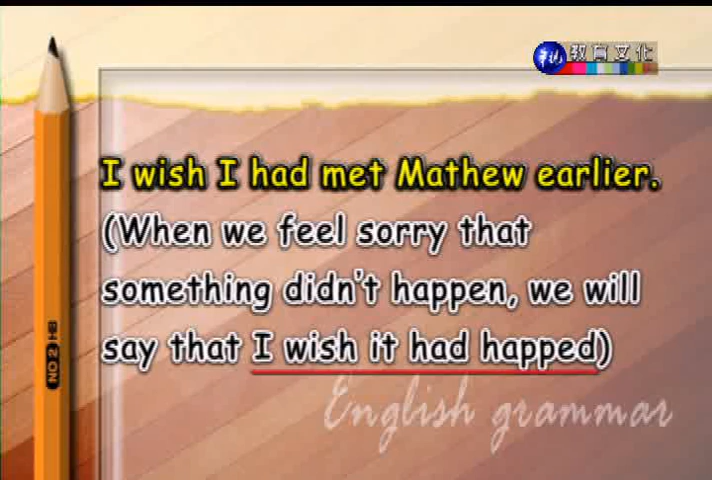 教育文化
I wish I had met Mathew earlier.
(When we feel sorry that
something didn't happen, we will
say that I wish it had happed)
English grammar
NO 2 HB